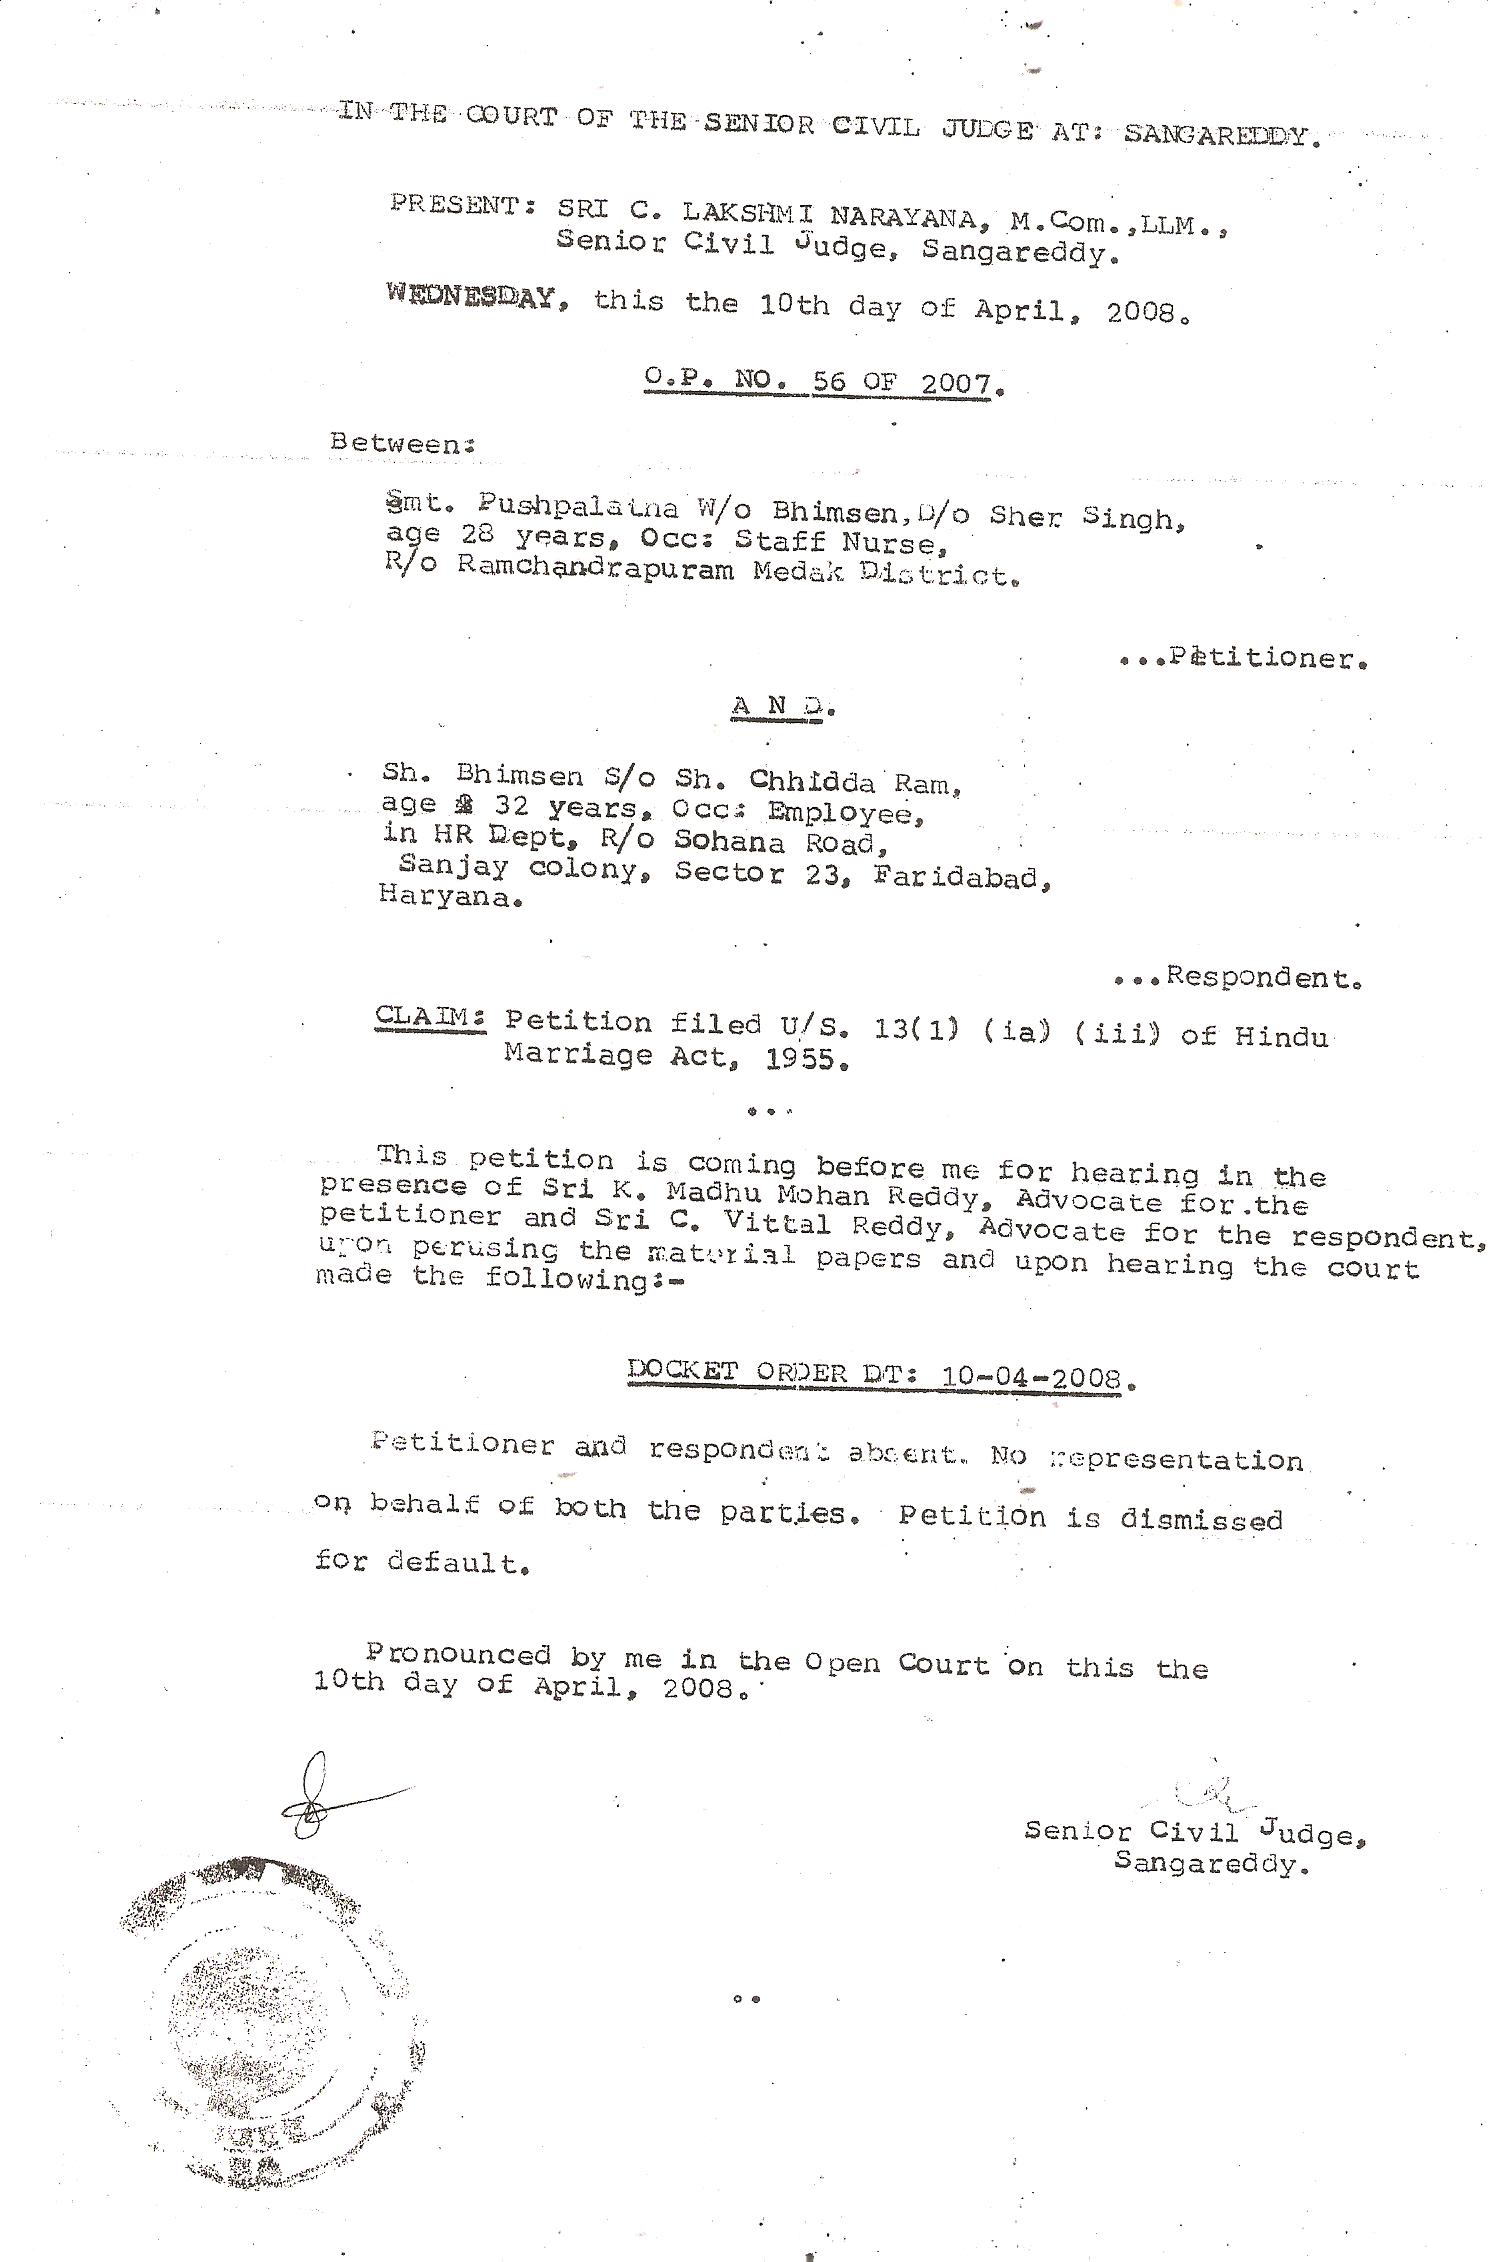 IN THE COURT OF THE SENIOR CIVIL JUDGE AT: SANGAREDDY.
PRESENT: SRI C. LAKSHMI NARAYANA, M.Com.,LLM.,
Senior Civil Judge, Sangareddy.
WEDNESDAY, this the 10th day of April, 2008.
O.P. NO. 56 OF 2007.
Between:
Smt. Pushpalatha W/o Bhimsen,D/o Sher Singh,
age 28 years, Occ: Staff Nurse,
R/o Ramchandrapuram Medak District.
...Petitioner.
A N D.
Sh. Bhimsen S/o Sh. Chhidda Ram,
age 32 years, Occ: Employee,
in HR Dept, R/o Sohana Road,
Sanjay colony, Sector 23, Faridabad,
Haryana.
...Respondent.
CLAIM: Petition filed U/S. 13(1) (ia) (iii) of Hindu
Marriage Act, 1955.
...
This petition is coming before me for hearing in the
presence of Sri K. Madhu Mohan Reddy, Advocate for.the
petitioner and Sri C. Vittal Reddy, Advocate for the respondent,
upon perusing the material papers and upon hearing the court
made the following:-
DOCKET ORDER DT: 10-04-2008.
Petitioner and respondent absent. No representation
on behalf of both the parties. Petition is dismissed
for default.
Pronounced by me in the Open Court on this the
10th day of April, 2008.
Senior Civil Judge,
Sangareddy.